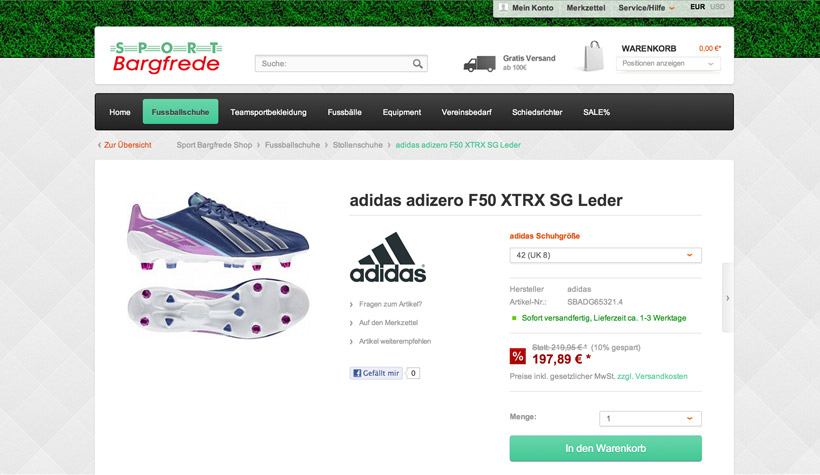 Mein Konto Merkzettel Service/Hilfe EUR USD
SPORT
Bargfrede
Suche:
Gratis Versand
ab 100€
WARENKORB 0,00 €*
Positionen anzeigen
Home Fussballschuhe Teamsportbekleidung Fussbälle Equipment Vereinsbedarf Schiedsrichter SALE%
Zur Übersicht Sport Bargfrede Shop Fussballschuhe Stollenschuhe adidas adizero F50 XTRX SG Leder
adidas adizero F50 XTRX SG Leder
adidas
Fragen zum Artikel?
Auf den Merkzettel
Artikel weiterempfehlen
Gefällt mir 0
adidas Schuhgröße
42 (UK 8)
Hersteller adidas
Artikel-Nr.: SBADG65321.4
Sofort versandfertig, Lieferzeit ca. 1-3 Werktage
% Statt: 219,95 € * (10% gespart)
197,89 € *
Preise inkl. gesetzlicher MwSt. zzgl. Versandkosten
Menge: 1
In den Warenkorb